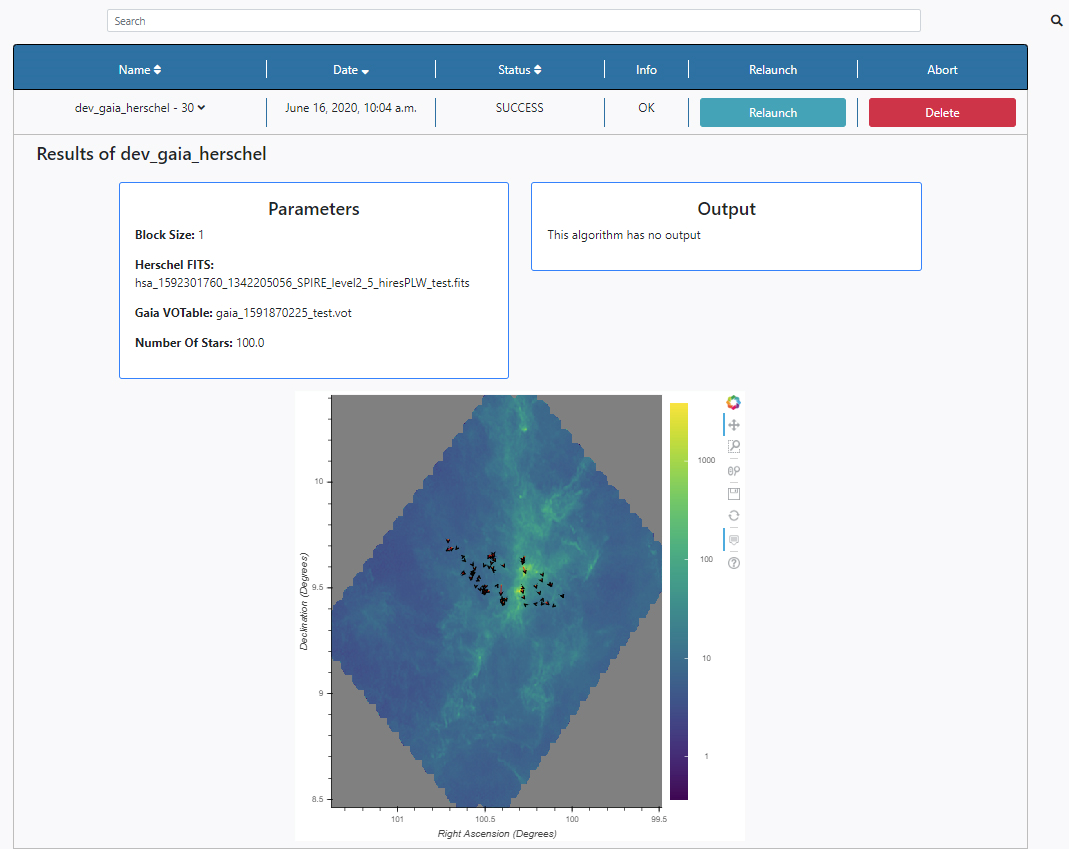 Search
Name Date Status Info Relaunch Abort
dev_gaia_herschel - 30 June 16, 2020, 10:04 a.m. SUCCESS OK Relaunch Delete
Results of dev_gaia_herschel
Parameters
Block Size: 1
Herschel FITS:
hsa_1592301760_1342205056_SPIRE_level2_5_hiresPLW_test.fits
Gaia VOTable: gaia_1591870225_test.vot
Number Of Stars: 100.0
Output
This algorithm has no output
Declination (Degrees)
10
9.5
9
8.5
101 100.5 100 99.5
Right Ascension (Degrees)
1000
100
10
1